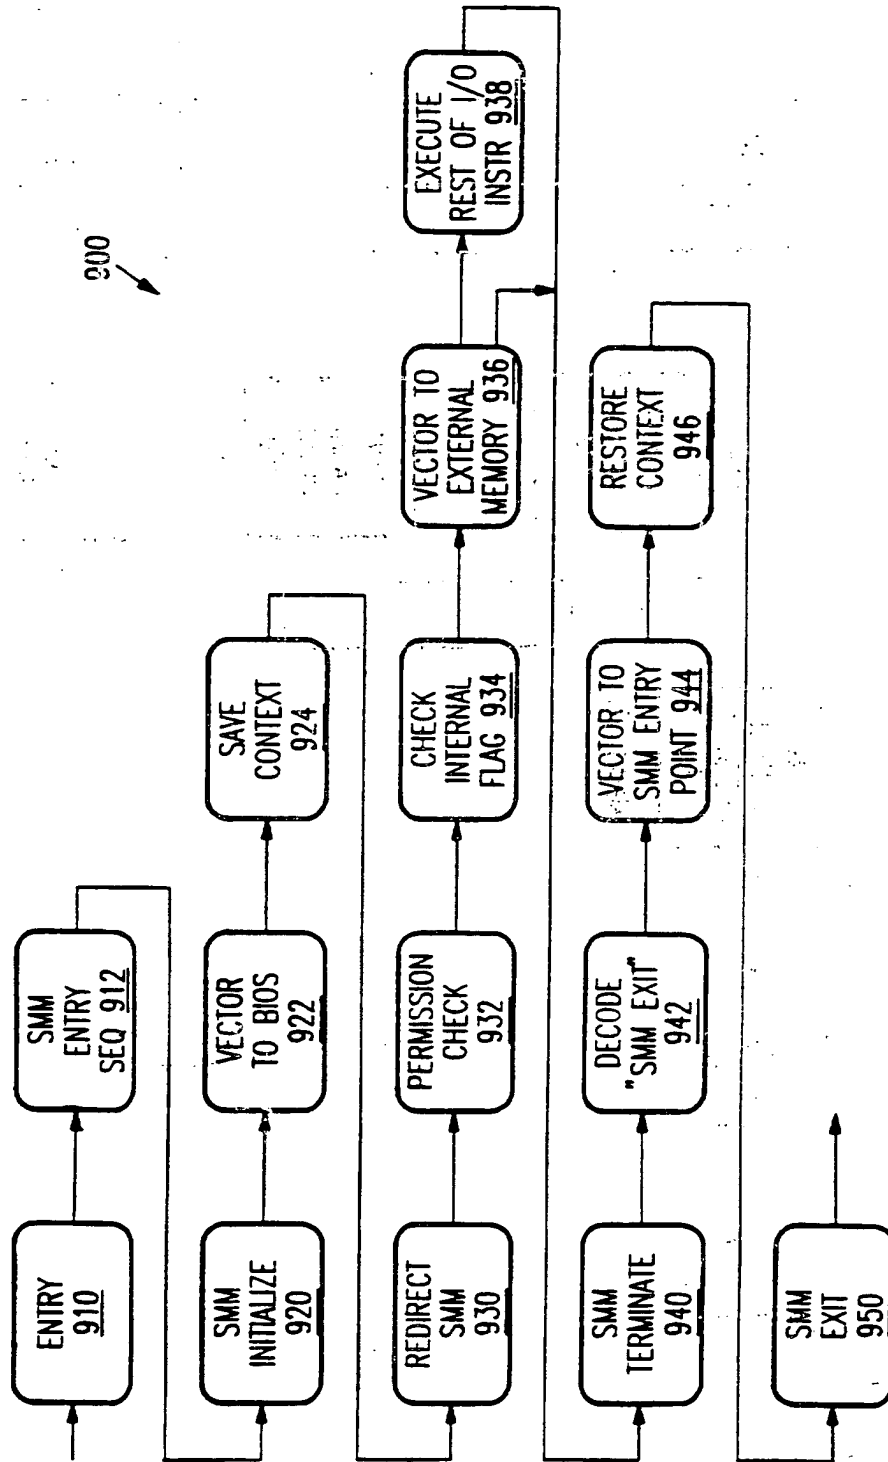 900
ENTRY
910
SMM
ENTRY
SEQ 912
SMM
INITIALIZE
920
VECTOR
TO BIOS
922
SAVE
CONTEXT
924
REDIRECT
SMM
930
PERMISSION
CHECK
932
CHECK
INTERNAL
FLAG 934
VECTOR TO
EXTERNAL
MEMORY 936
EXECUTE
REST OF I/O
INSTR 938
SMM
TERMINATE
940
DECODE
"SMM EXIT"
942
VECTOR TO
SMM ENTRY
POINT 944
RESTORE
CONTEXT
946
SMM
EXIT
950